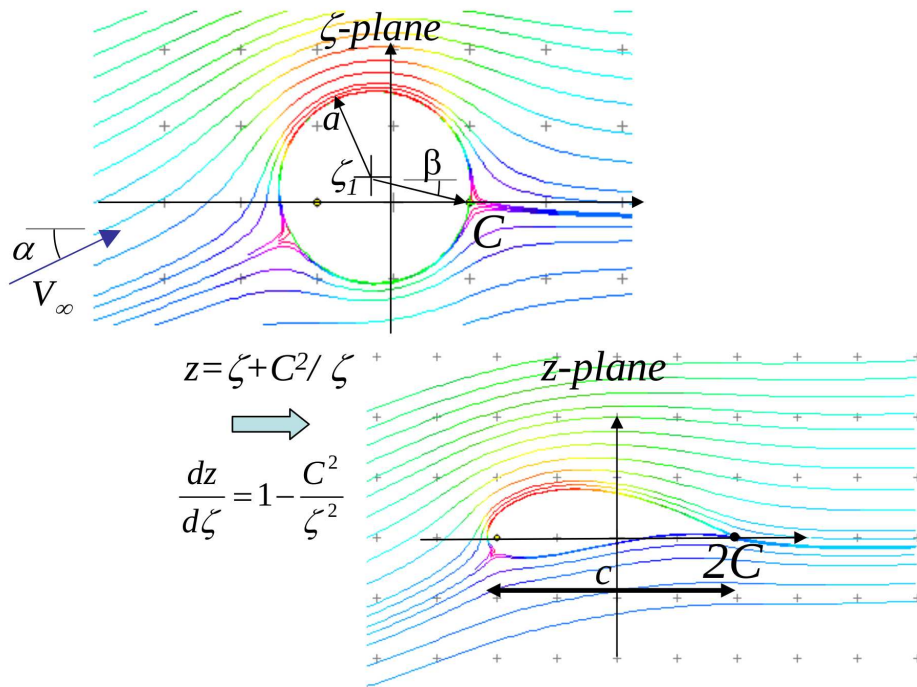 ζ-plane
a
ζ₁
β
C
α
V∞
z=ζ+C²/ ζ
z-plane
dz/dζ = 1 − C²/ζ²
c
2C